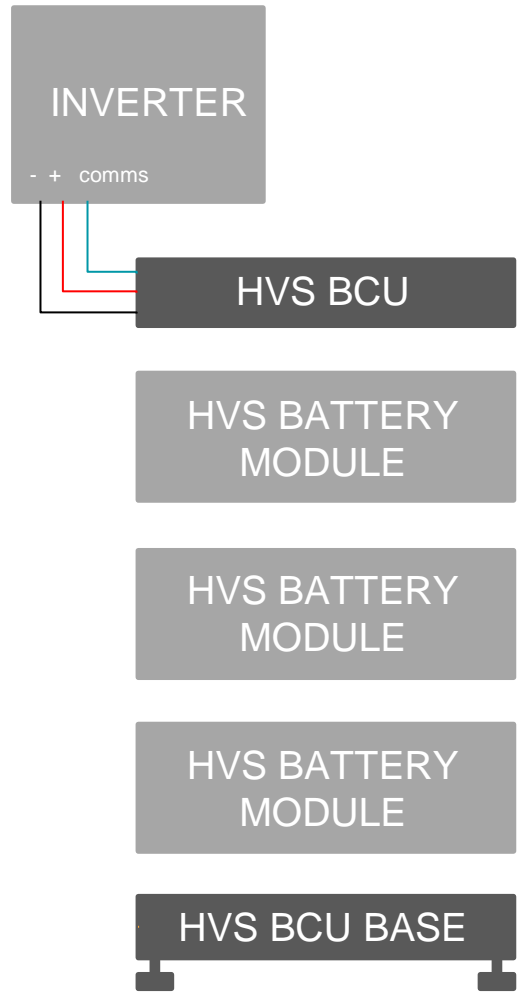 INVERTER
- + comms
HVS BCU
HVS BATTERY
MODULE
HVS BATTERY
MODULE
HVS BATTERY
MODULE
HVS BCU BASE